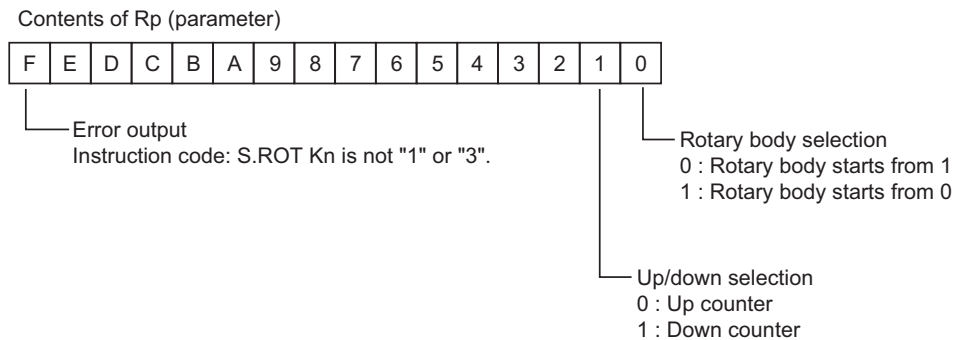 Contents of Rp (parameter)
F E D C B A 9 8 7 6 5 4 3 2 1 0
Error output
Instruction code: S.ROT Kn is not "1" or "3".
Rotary body selection
0 : Rotary body starts from 1
1 : Rotary body starts from 0
Up/down selection
0 : Up counter
1 : Down counter